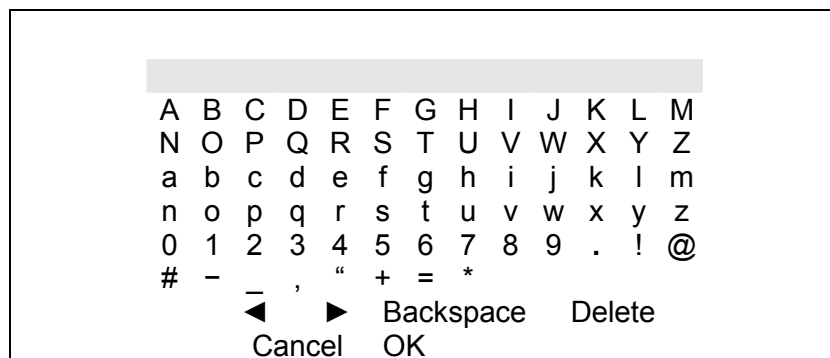 A B C D E F G H I J K L M
N O P Q R S T U V W X Y Z
a b c d e f g h i j k l m
n o p q r s t u v w x y z
0 1 2 3 4 5 6 7 8 9 . ! @
# − _ , “ + = *
◄ ► Backspace Delete
Cancel OK